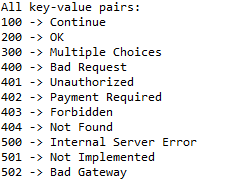 All key-value pairs:
100 -> Continue
200 -> OK
300 -> Multiple Choices
400 -> Bad Request
401 -> Unauthorized
402 -> Payment Required
403 -> Forbidden
404 -> Not Found
500 -> Internal Server Error
501 -> Not Implemented
502 -> Bad Gateway